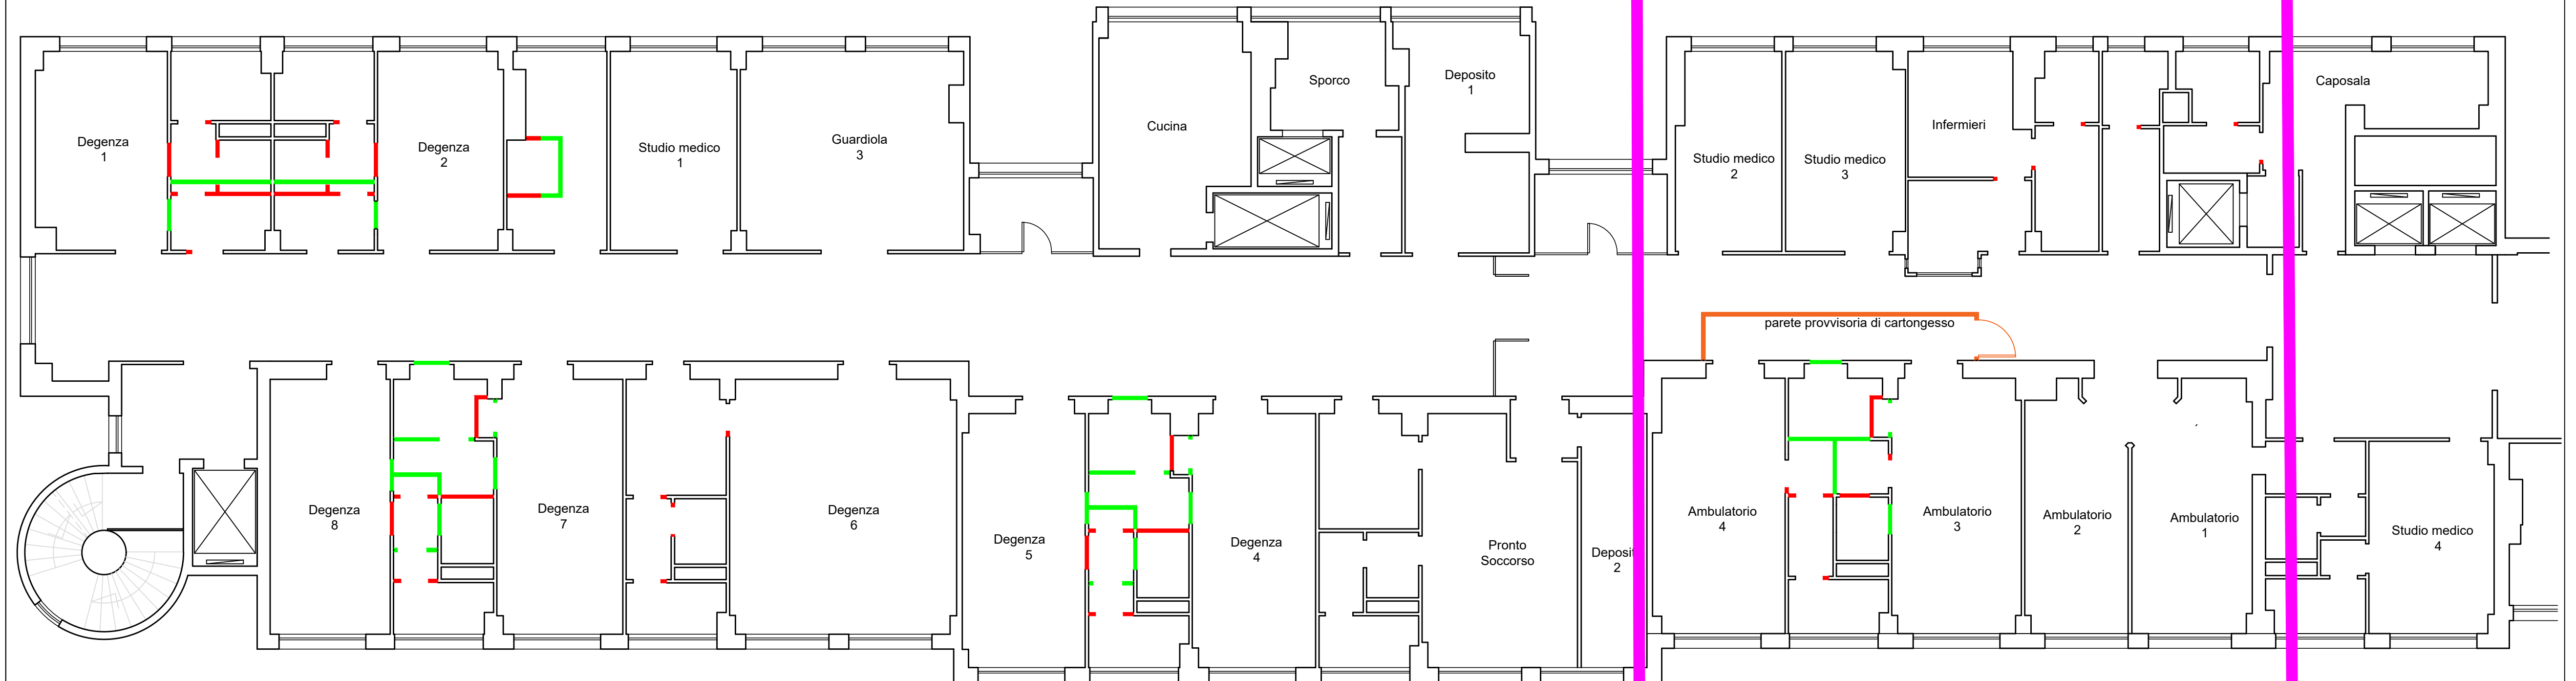 Degenza
1
Degenza
2
Studio medico
1
Guardiola
3
Cucina
Sporco
Deposito
1
Studio medico
2
Studio medico
3
Infermieri
Caposala
parete provvisoria di cartongesso
Degenza
8
Degenza
7
Degenza
6
Degenza
5
Degenza
4
Pronto
Soccorso
Deposit
2
Ambulatorio
4
Ambulatorio
3
Ambulatorio
2
Ambulatorio
1
Studio medico
4